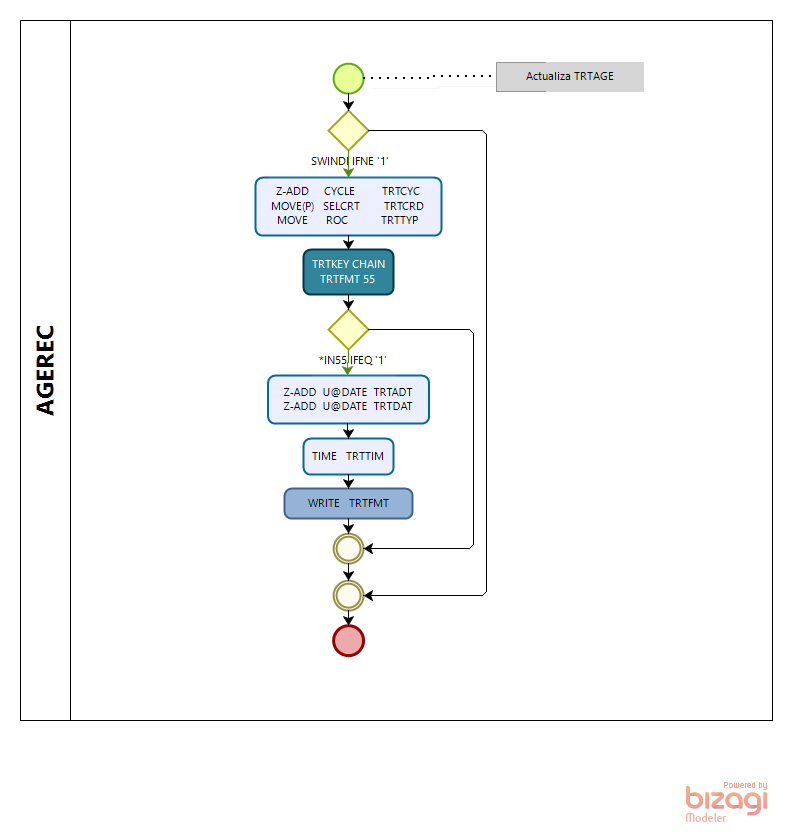 Actualiza TRTAGE
SWINDI IFNE '1'
Z-ADD CYCLE TRTCYC
MOVE(P) SELCRT TRTCRD
MOVE ROC TRTTYP
TRTKEY CHAIN
TRTFMT 55
*IN55 IFEQ '1'
Z-ADD U@DATE TRTADT
Z-ADD U@DATE TRTDAT
TIME TRTTIM
WRITE TRTFMT
AGEREC
Powered by
bizagi
Modeler